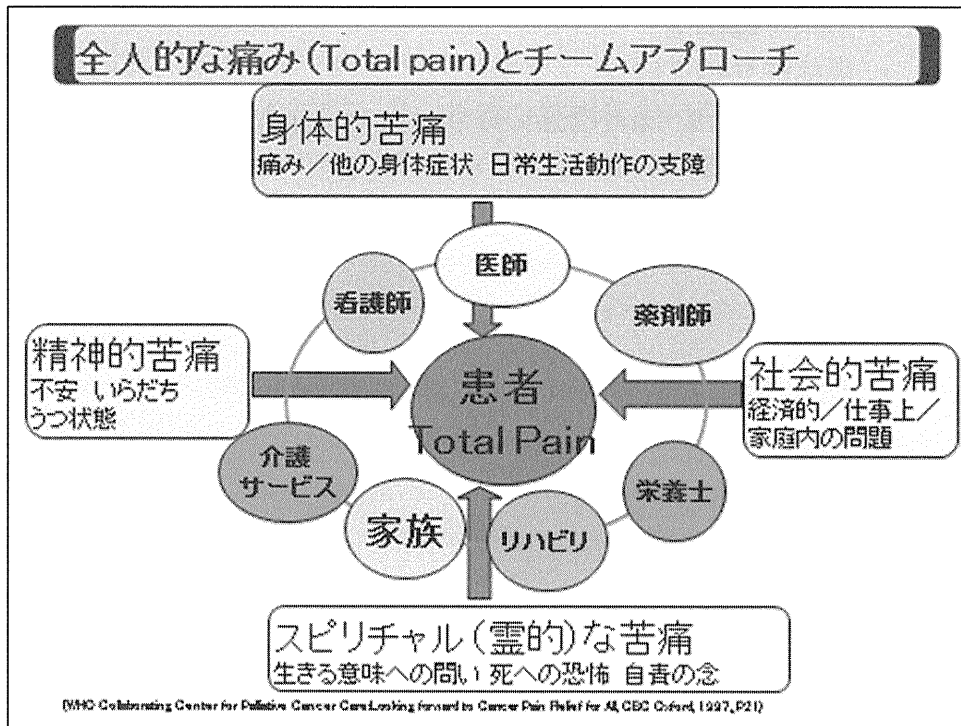 全人的な痛み(Total pain)とチームアプローチ
身体的苦痛
痛み/他の身体症状 日常生活動作の支障
医師
看護師
薬剤師
精神的苦痛
不安 いらだち
うつ状態
患者
Total Pain
社会的苦痛
経済的/仕事上/
家庭内の問題
介護
サービス
栄養士
家族
リハビリ
スピリチャル(霊的)な苦痛
生きる意味への問い 死への恐怖 自責の念
(WHO Collaborating Center for Palliative Cancer Care:Looking forward to Cancer Pain Relief for All, CBC Oxford, 1997, P21)